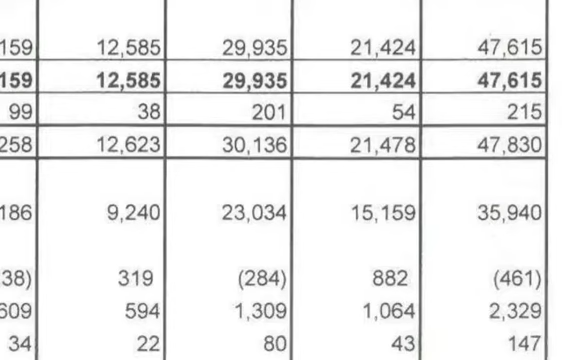 159 12,585 29,935 21,424 47,615
159 12,585 29,935 21,424 47,615
99 38 201 54 215
258 12,623 30,136 21,478 47,830
186 9,240 23,034 15,159 35,940
38) 319 (284) 882 (461)
609 594 1,309 1,064 2,329
34 22 80 43 147